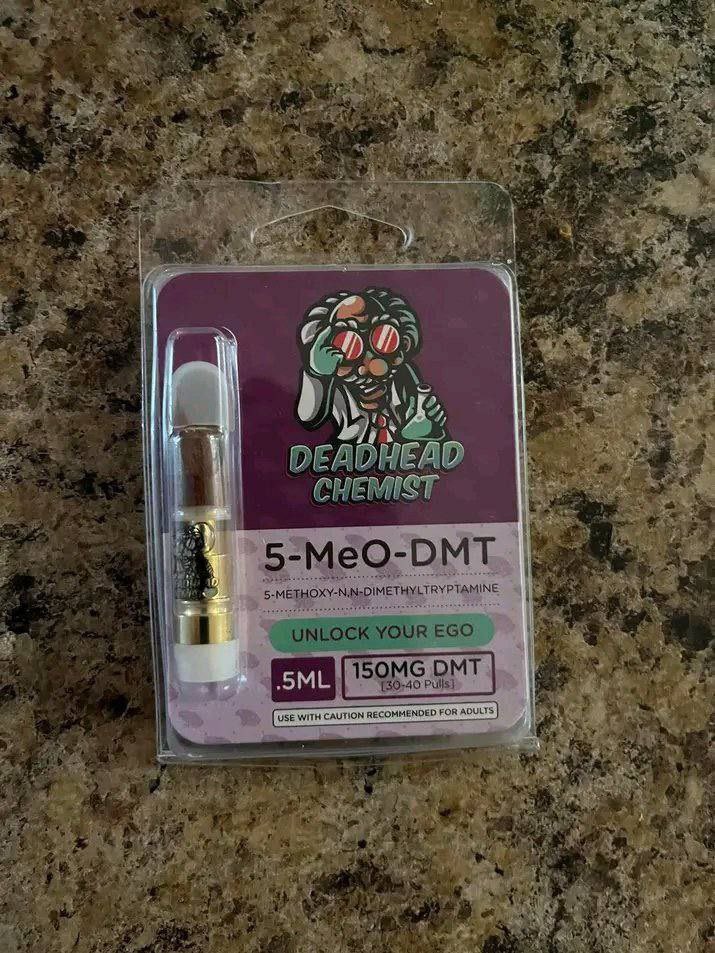 DEADHEAD
CHEMIST
5-MeO-DMT
5-METHOXY-N,N-DIMETHYLTRYPTAMINE
UNLOCK YOUR EGO
.5ML
150MG DMT
[30-40 Pulls]
USE WITH CAUTION RECOMMENDED FOR ADULTS